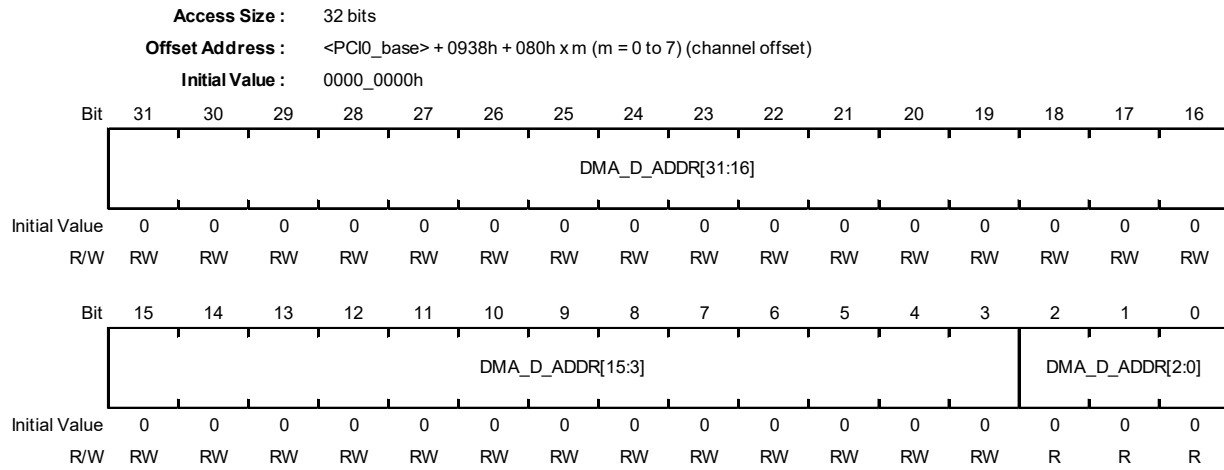 Access Size : 32 bits
Offset Address : <PCI0_base> + 0938h + 080h x m (m = 0 to 7) (channel offset)
Initial Value : 0000_0000h
Bit 31 30 29 28 27 26 25 24 23 22 21 20 19 18 17 16
DMA_D_ADDR[31:16]
Initial Value 0 0 0 0 0 0 0 0 0 0 0 0 0 0 0 0
R/W RW RW RW RW RW RW RW RW RW RW RW RW RW RW RW RW
Bit 15 14 13 12 11 10 9 8 7 6 5 4 3 2 1 0
DMA_D_ADDR[15:3] DMA_D_ADDR[2:0]
Initial Value 0 0 0 0 0 0 0 0 0 0 0 0 0 0 0 0
R/W RW RW RW RW RW RW RW RW RW RW RW RW RW R R R